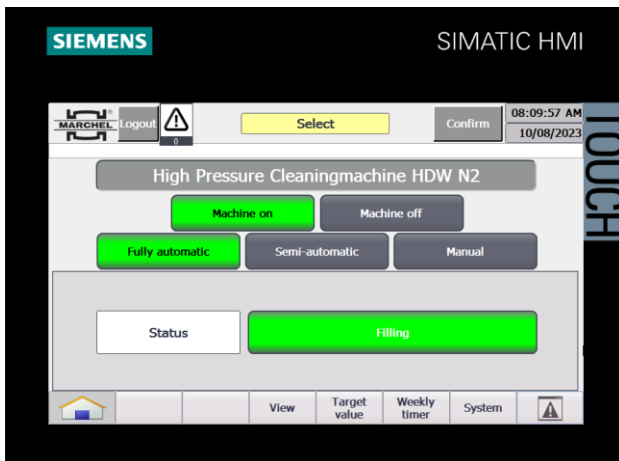 SIEMENS
SIMATIC HMI
MARCHEL
Logout
0
Select
Confirm
08:09:57 AM
10/08/2023
TOUCH
High Pressure Cleaningmachine HDW N2
Machine on
Machine off
Fully automatic
Semi-automatic
Manual
Status
Filling
View
Target
value
Weekly
timer
System
A